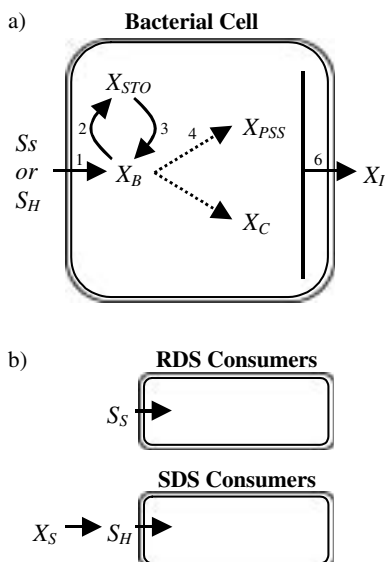 a) Bacterial Cell
X_STO
2 3 4 X_PSS
Ss
or
S_H
1 X_B 6 X_I
X_C
b) RDS Consumers
S_S
SDS Consumers
X_S S_H